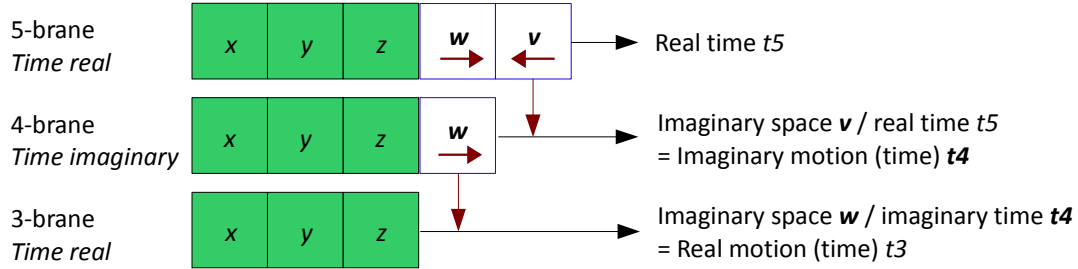 5-brane
Time real
x y z w v
Real time t5
4-brane
Time imaginary
x y z w
Imaginary space v / real time t5
= Imaginary motion (time) t4
3-brane
Time real
x y z
Imaginary space w / imaginary time t4
= Real motion (time) t3